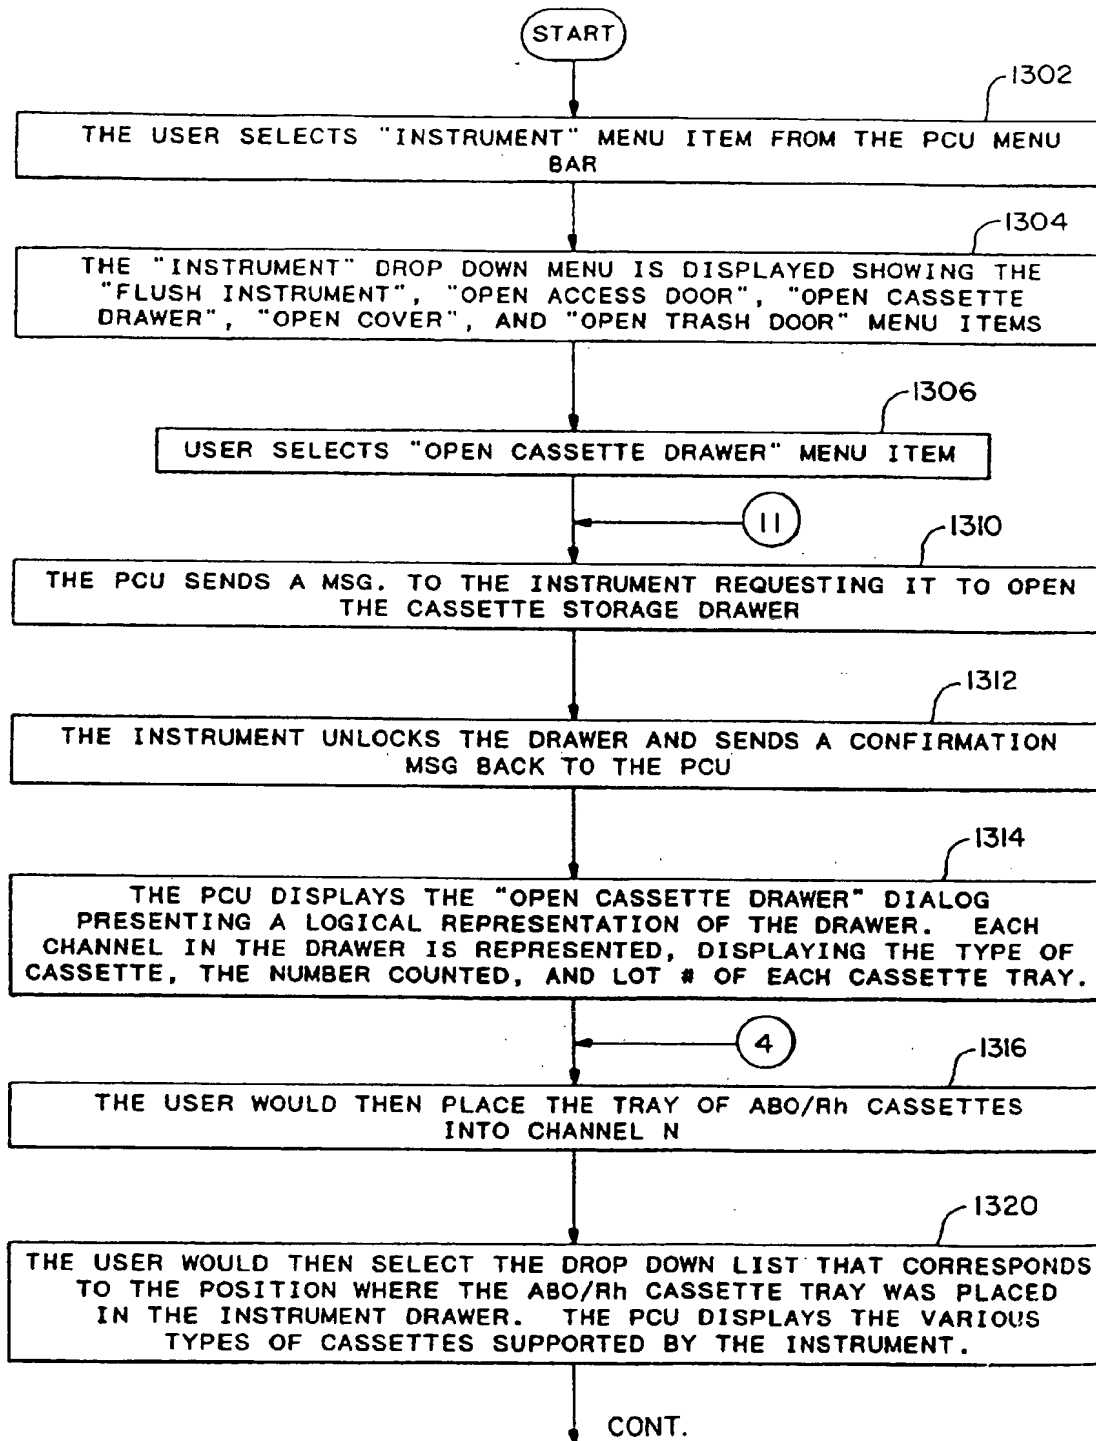 START
1302
THE USER SELECTS "INSTRUMENT" MENU ITEM FROM THE PCU MENU
BAR
1304
THE "INSTRUMENT" DROP DOWN MENU IS DISPLAYED SHOWING THE
"FLUSH INSTRUMENT", "OPEN ACCESS DOOR", "OPEN CASSETTE
DRAWER", "OPEN COVER", AND "OPEN TRASH DOOR" MENU ITEMS
1306
USER SELECTS "OPEN CASSETTE DRAWER" MENU ITEM
11
1310
THE PCU SENDS A MSG. TO THE INSTRUMENT REQUESTING IT TO OPEN
THE CASSETTE STORAGE DRAWER
1312
THE INSTRUMENT UNLOCKS THE DRAWER AND SENDS A CONFIRMATION
MSG BACK TO THE PCU
1314
THE PCU DISPLAYS THE "OPEN CASSETTE DRAWER" DIALOG
PRESENTING A LOGICAL REPRESENTATION OF THE DRAWER. EACH
CHANNEL IN THE DRAWER IS REPRESENTED, DISPLAYING THE TYPE OF
CASSETTE, THE NUMBER COUNTED, AND LOT # OF EACH CASSETTE TRAY.
4
1316
THE USER WOULD THEN PLACE THE TRAY OF ABO/Rh CASSETTES
INTO CHANNEL N
1320
THE USER WOULD THEN SELECT THE DROP DOWN LIST THAT CORRESPONDS
TO THE POSITION WHERE THE ABO/Rh CASSETTE TRAY WAS PLACED
IN THE INSTRUMENT DRAWER. THE PCU DISPLAYS THE VARIOUS
TYPES OF CASSETTES SUPPORTED BY THE INSTRUMENT.
CONT.